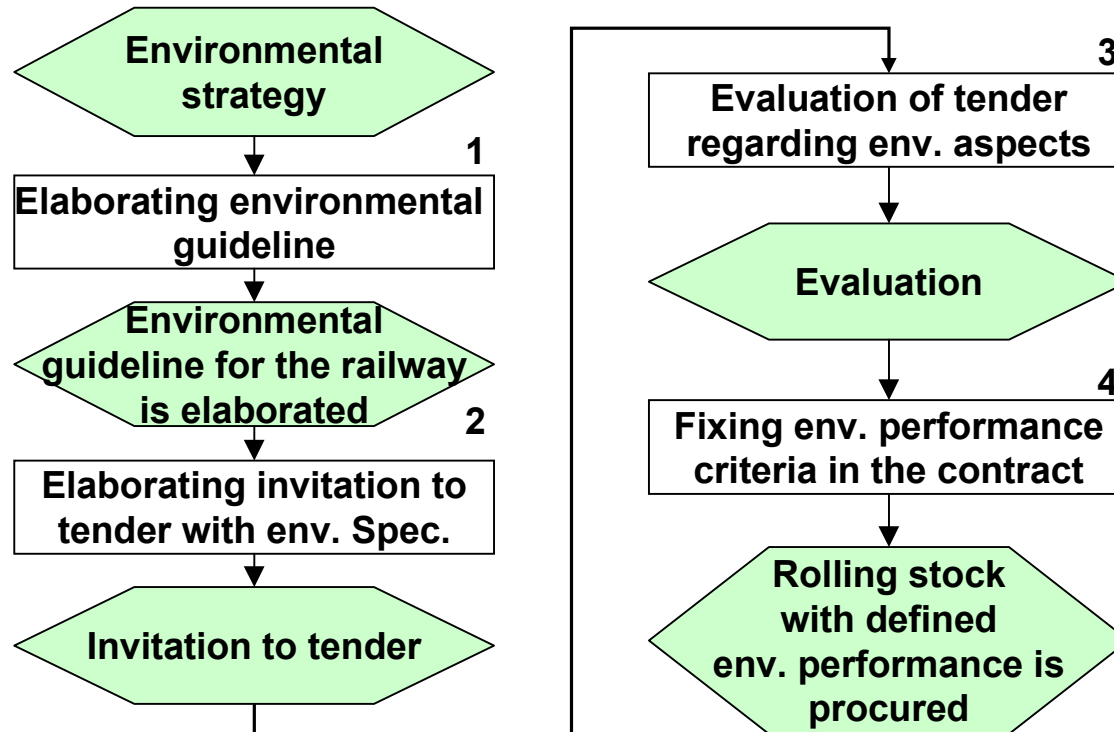 Environmental
strategy
1
Elaborating environmental
guideline
Environmental
guideline for the railway
is elaborated
2
Elaborating invitation to
tender with env. Spec.
Invitation to tender
3
Evaluation of tender
regarding env. aspects
Evaluation
4
Fixing env. performance
criteria in the contract
Rolling stock
with defined
env. performance is
procured